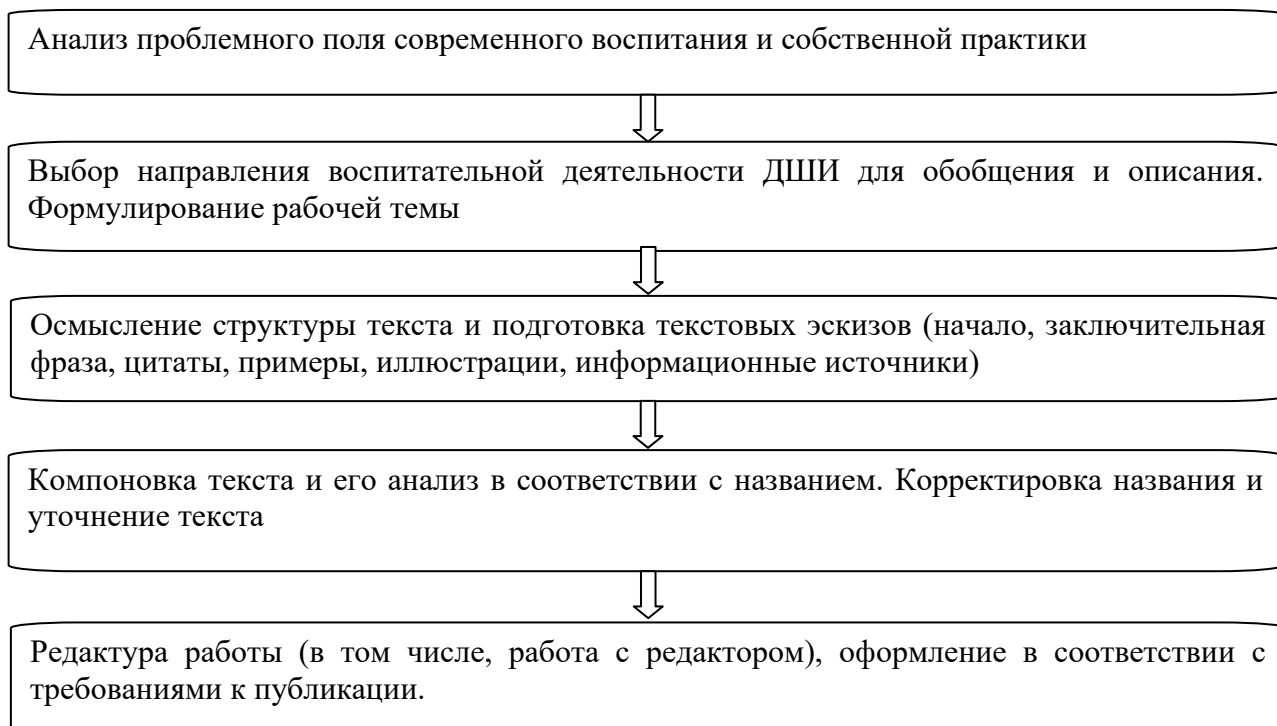 Анализ проблемного поля современного воспитания и собственной практики
Выбор направления воспитательной деятельности ДШИ для обобщения и описания.
Формулирование рабочей темы
Осмысление структуры текста и подготовка текстовых эскизов (начало, заключительная
фраза, цитаты, примеры, иллюстрации, информационные источники)
Компоновка текста и его анализ в соответствии с названием. Корректировка названия и
уточнение текста
Редактура работы (в том числе, работа с редактором), оформление в соответствии с
требованиями к публикации.